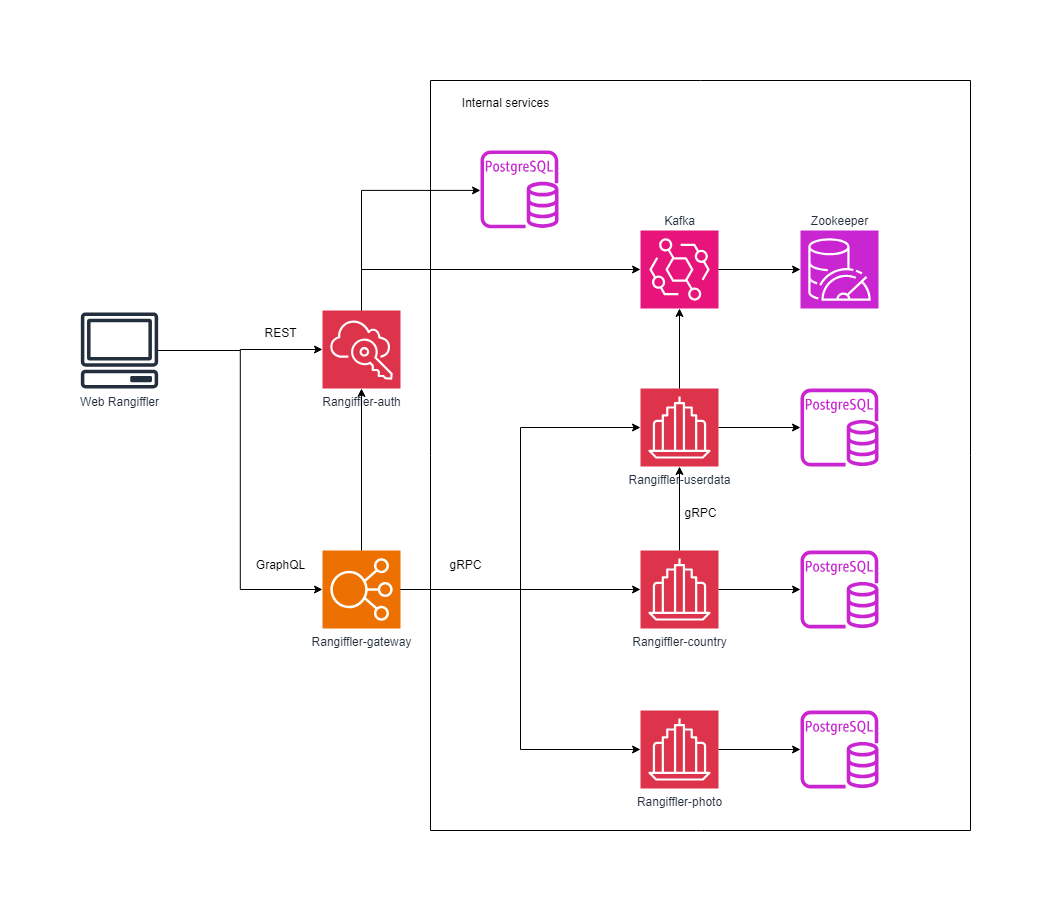 Internal services
PostgreSQL
Kafka
Zookeeper
REST
Web Rangiffler
Rangiffler-auth
PostgreSQL
Rangiffler-userdata
gRPC
GraphQL
gRPC
PostgreSQL
Rangiffler-gateway
Rangiffler-country
PostgreSQL
Rangiffler-photo